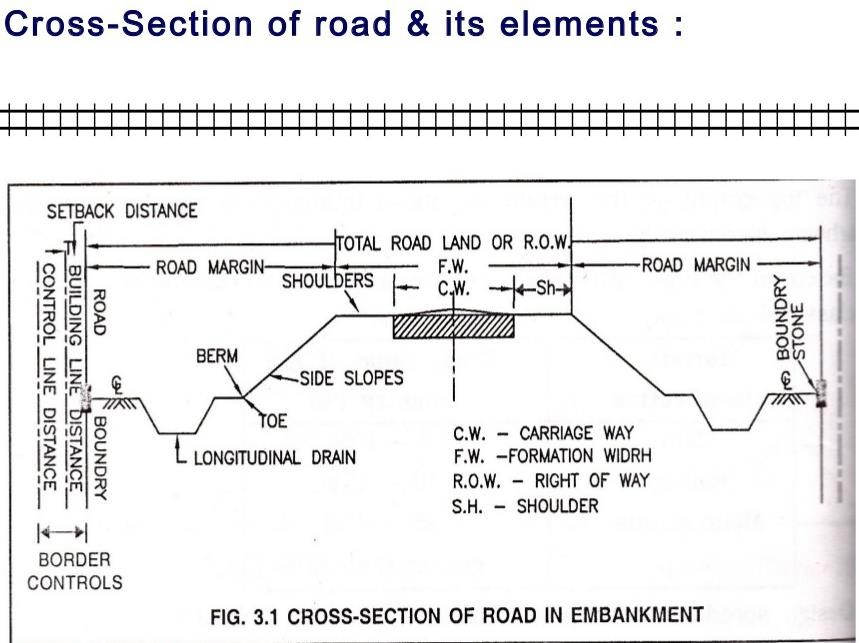 Cross-Section of road & its elements :
SETBACK DISTANCE
TOTAL ROAD LAND OR R.O.W.
ROAD MARGIN
F.W.
ROAD MARGIN
SHOULDERS
C.W.
Sh
CONTROL LINE DISTANCE
BUILDING LINE DISTANCE
ROAD BOUNDRY
BOUNDRY STONE
BERM
SIDE SLOPES
TOE
LONGITUDINAL DRAIN
C.W. – CARRIAGE WAY
F.W. –FORMATION WIDRH
R.O.W. – RIGHT OF WAY
S.H. – SHOULDER
BORDER
CONTROLS
FIG. 3.1 CROSS-SECTION OF ROAD IN EMBANKMENT